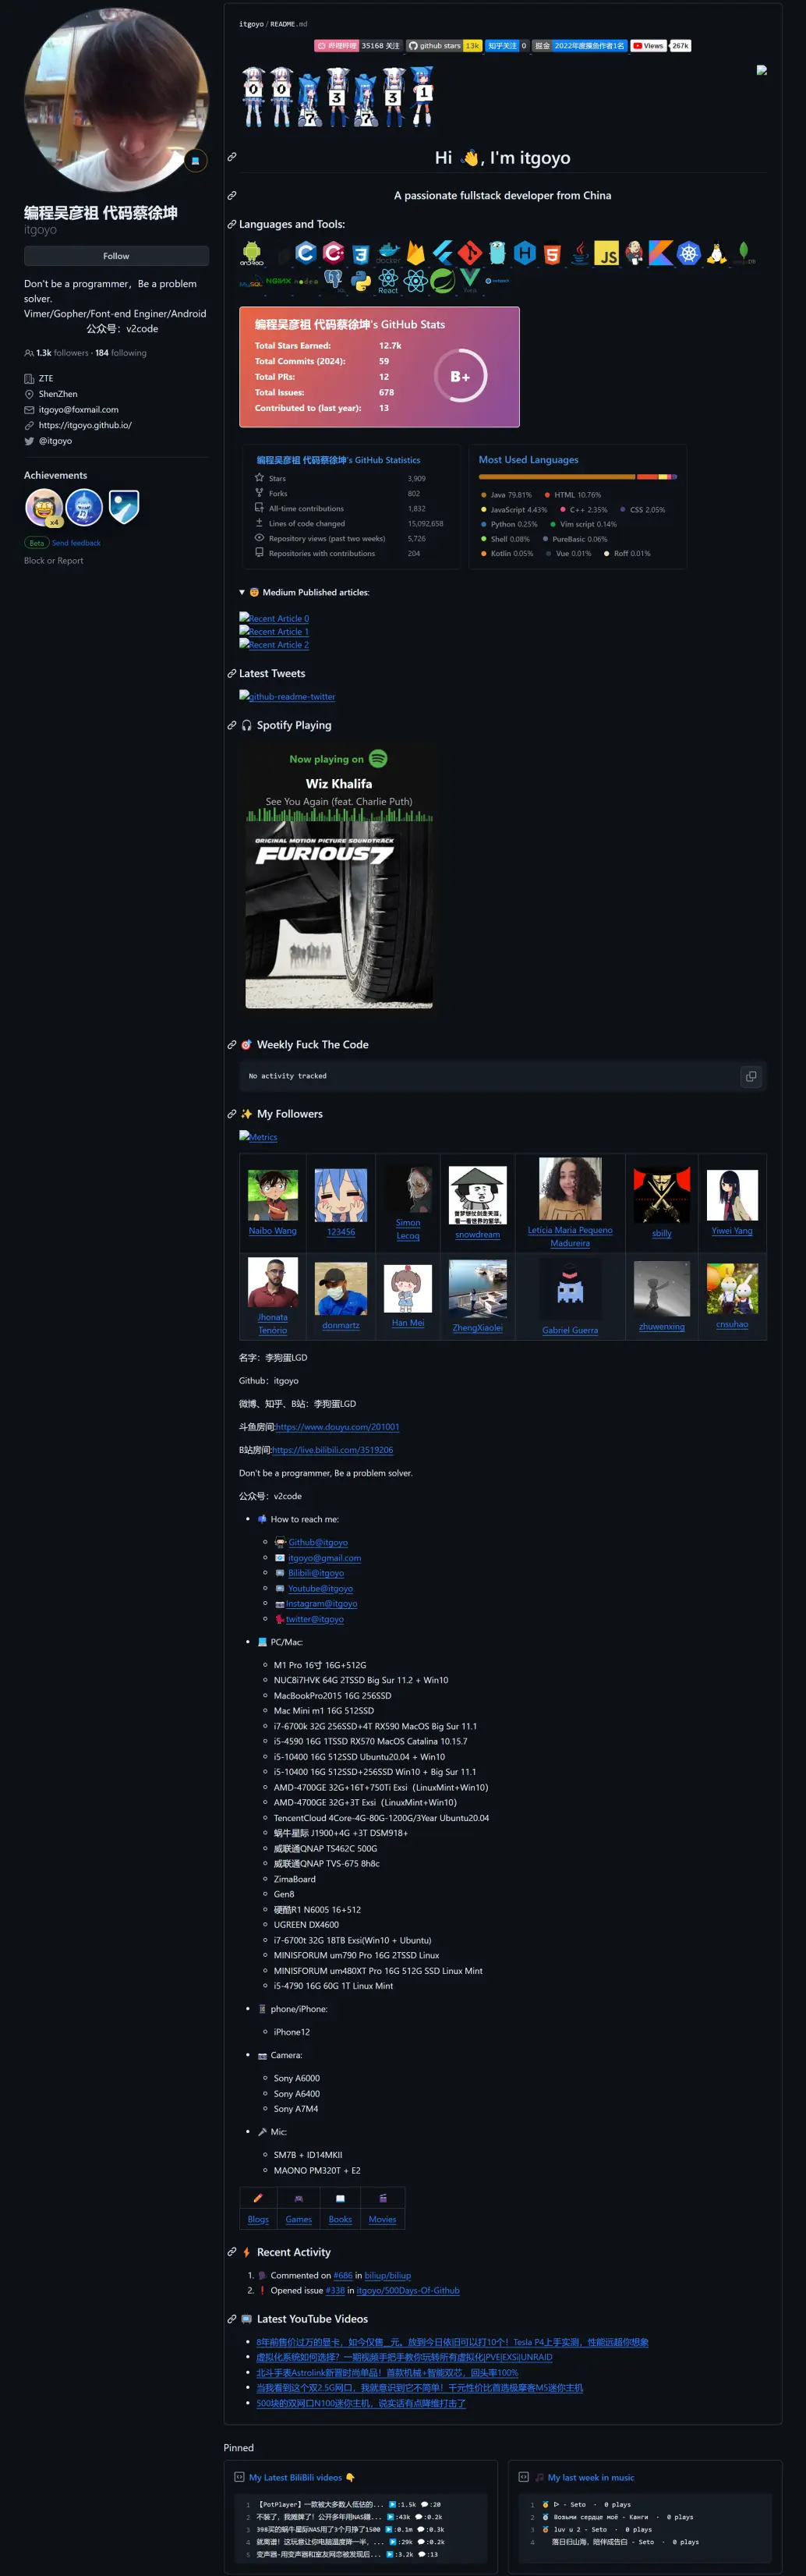 itgoyo / README.md
哔哩哔哩 35168 关注 github stars 13k 知乎关注 0 掘金 2022年度摸鱼作者1名 Views 267k
0 0 7 3 7 3 1
Hi 👋, I'm itgoyo
A passionate fullstack developer from China
编程吴彦祖 代码蔡徐坤
itgoyo
Follow
Don't be a programmer，Be a problem
solver.
Vimer/Gopher/Font-end Enginer/Android
公众号：v2code
1.3k followers · 184 following
ZTE
ShenZhen
itgoyo@foxmail.com
https://itgoyo.github.io/
@itgoyo
Achievements
x4
Beta Send feedback
Block or Report
Languages and Tools:
编程吴彦祖 代码蔡徐坤's GitHub Stats
Total Stars Earned: 12.7k
Total Commits (2024): 59
Total PRs: 12
Total Issues: 678
Contributed to (last year): 13
B+
编程吴彦祖 代码蔡徐坤's GitHub Statistics
Stars 3,909
Forks 802
All-time contributions 1,832
Lines of code changed 15,092,658
Repository views (past two weeks) 5,726
Repositories with contributions 204
Most Used Languages
Java 79.81% HTML 10.76%
JavaScript 4.43% C++ 2.35% CSS 2.05%
Python 0.25% Vim script 0.14%
Shell 0.08% PureBasic 0.06%
Kotlin 0.05% Vue 0.01% Roff 0.01%
Medium Published articles:
Recent Article 0
Recent Article 1
Recent Article 2
Latest Tweets
github-readme-twitter
🎧 Spotify Playing
Now playing on
Wiz Khalifa
See You Again (feat. Charlie Puth)
ORIGINAL MOTION PICTURE SOUNDTRACK
FURIOUS7
🎯 Weekly Fuck The Code
No activity tracked
✨ My Followers
Metrics
Naibo Wang
123456
Simon
Lecoq
snowdream
Leticia Maria Pequeno
Madureira
sbilly
Yiwei Yang
Jhonata
Tenório
donmartz
Han Mei
ZhengXiaolei
Gabriel Guerra
zhuwenxing
cnsuhao
名字：李狗蛋LGD
Github：itgoyo
微博、知乎、B站：李狗蛋LGD
斗鱼房间:https://www.douyu.com/201001
B站房间:https://live.bilibili.com/3519206
Don't be a programmer, Be a problem solver.
公众号：v2code
How to reach me:
Github@itgoyo
itgoyo@gmail.com
Bilibili@itgoyo
Youtube@itgoyo
Instagram@itgoyo
twitter@itgoyo
PC/Mac:
M1 Pro 16寸 16G+512G
NUC8i7HVK 64G 2TSSD Big Sur 11.2 + Win10
MacBookPro2015 16G 256SSD
Mac Mini m1 16G 512SSD
i7-6700k 32G 256SSD+4T RX590 MacOS Big Sur 11.1
i5-4590 16G 1TSSD RX570 MacOS Catalina 10.15.7
i5-10400 16G 512SSD Ubuntu20.04 + Win10
i5-10400 16G 512SSD+256SSD Win10 + Big Sur 11.1
AMD-4700GE 32G+16T+750Ti Exsi（LinuxMint+Win10）
AMD-4700GE 32G+3T Exsi（LinuxMint+Win10）
TencentCloud 4Core-4G-80G-1200G/3Year Ubuntu20.04
蜗牛星际 J1900+4G +3T DSM918+
威联通QNAP TS462C 500G
威联通QNAP TVS-675 8h8c
ZimaBoard
Gen8
硬酷R1 N6005 16+512
UGREEN DX4600
i7-6700t 32G 18TB Exsi(Win10 + Ubuntu)
MINISFORUM um790 Pro 16G 2TSSD Linux
MINISFORUM um480XT Pro 16G 512G SSD Linux Mint
i5-4790 16G 60G 1T Linux Mint
phone/iPhone:
iPhone12
Camera:
Sony A6000
Sony A6400
Sony A7M4
Mic:
SM7B + ID14MKII
MAONO PM320T + E2
Blogs Games Books Movies
Recent Activity
1. Commented on #686 in biliup/biliup
2. Opened issue #338 in itgoyo/500Days-Of-Github
Latest YouTube Videos
8年前售价过万的显卡，如今仅售__元。放到今日依旧可以打10个！Tesla P4上手实测，性能远超你想象
虚拟化系统如何选择？一期视频手把手教你玩转所有虚拟化|PVE|EXSi|UNRAID
北斗手表Astrolink新晋时尚单品！首款机械+智能双芯，回头率100%
当我看到这个双2.5G网口，我就意识到它不简单！千元性价比首选极摩客M5迷你主机
500块的双网口N100迷你主机，说实话有点降维打击了
Pinned
My Latest BiliBili videos 👇
1 【PotPlayer】一款被大多数人低估的... ▶️:1.5k 💬:20
2 不装了，我摊牌了！公开多年用NAS赚... ▶️:43k 💬:0.2k
3 398买的蜗牛星际NAS用了3个月挣了1500 ▶️:0.1m 💬:0.3k
4 就离谱！这玩意让你电脑温度降一半，... ▶️:29k 💬:0.2k
5 变声器-用变声器和室友网恋被发现后... ▶️:3.2k 💬:13
🎵 My last week in music
1 🥇 ᐅ - Seto · 0 plays
2 🥈 Возьми сердце моё - Канги · 0 plays
3 🥉 luv u 2 - Seto · 0 plays
4 落日归山海，陪伴成告白 - Seto · 0 plays